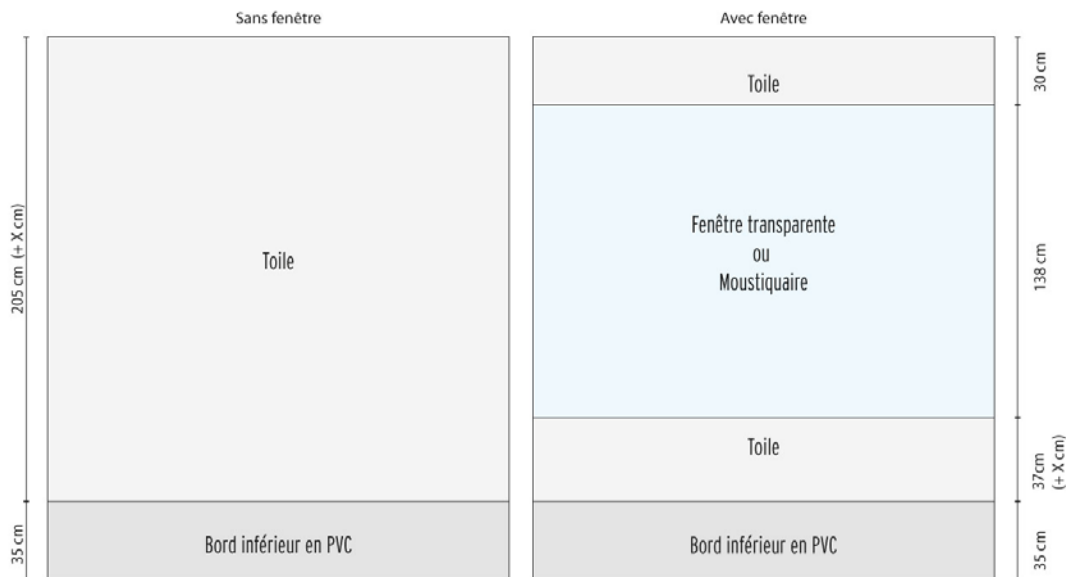 Sans fenêtre
Avec fenêtre
205 cm (+ X cm)
35 cm
Toile
Bord inférieur en PVC
Toile
Fenêtre transparente
ou
Moustiquaire
Toile
Bord inférieur en PVC
30 cm
138 cm
37cm
(+ X cm)
35 cm